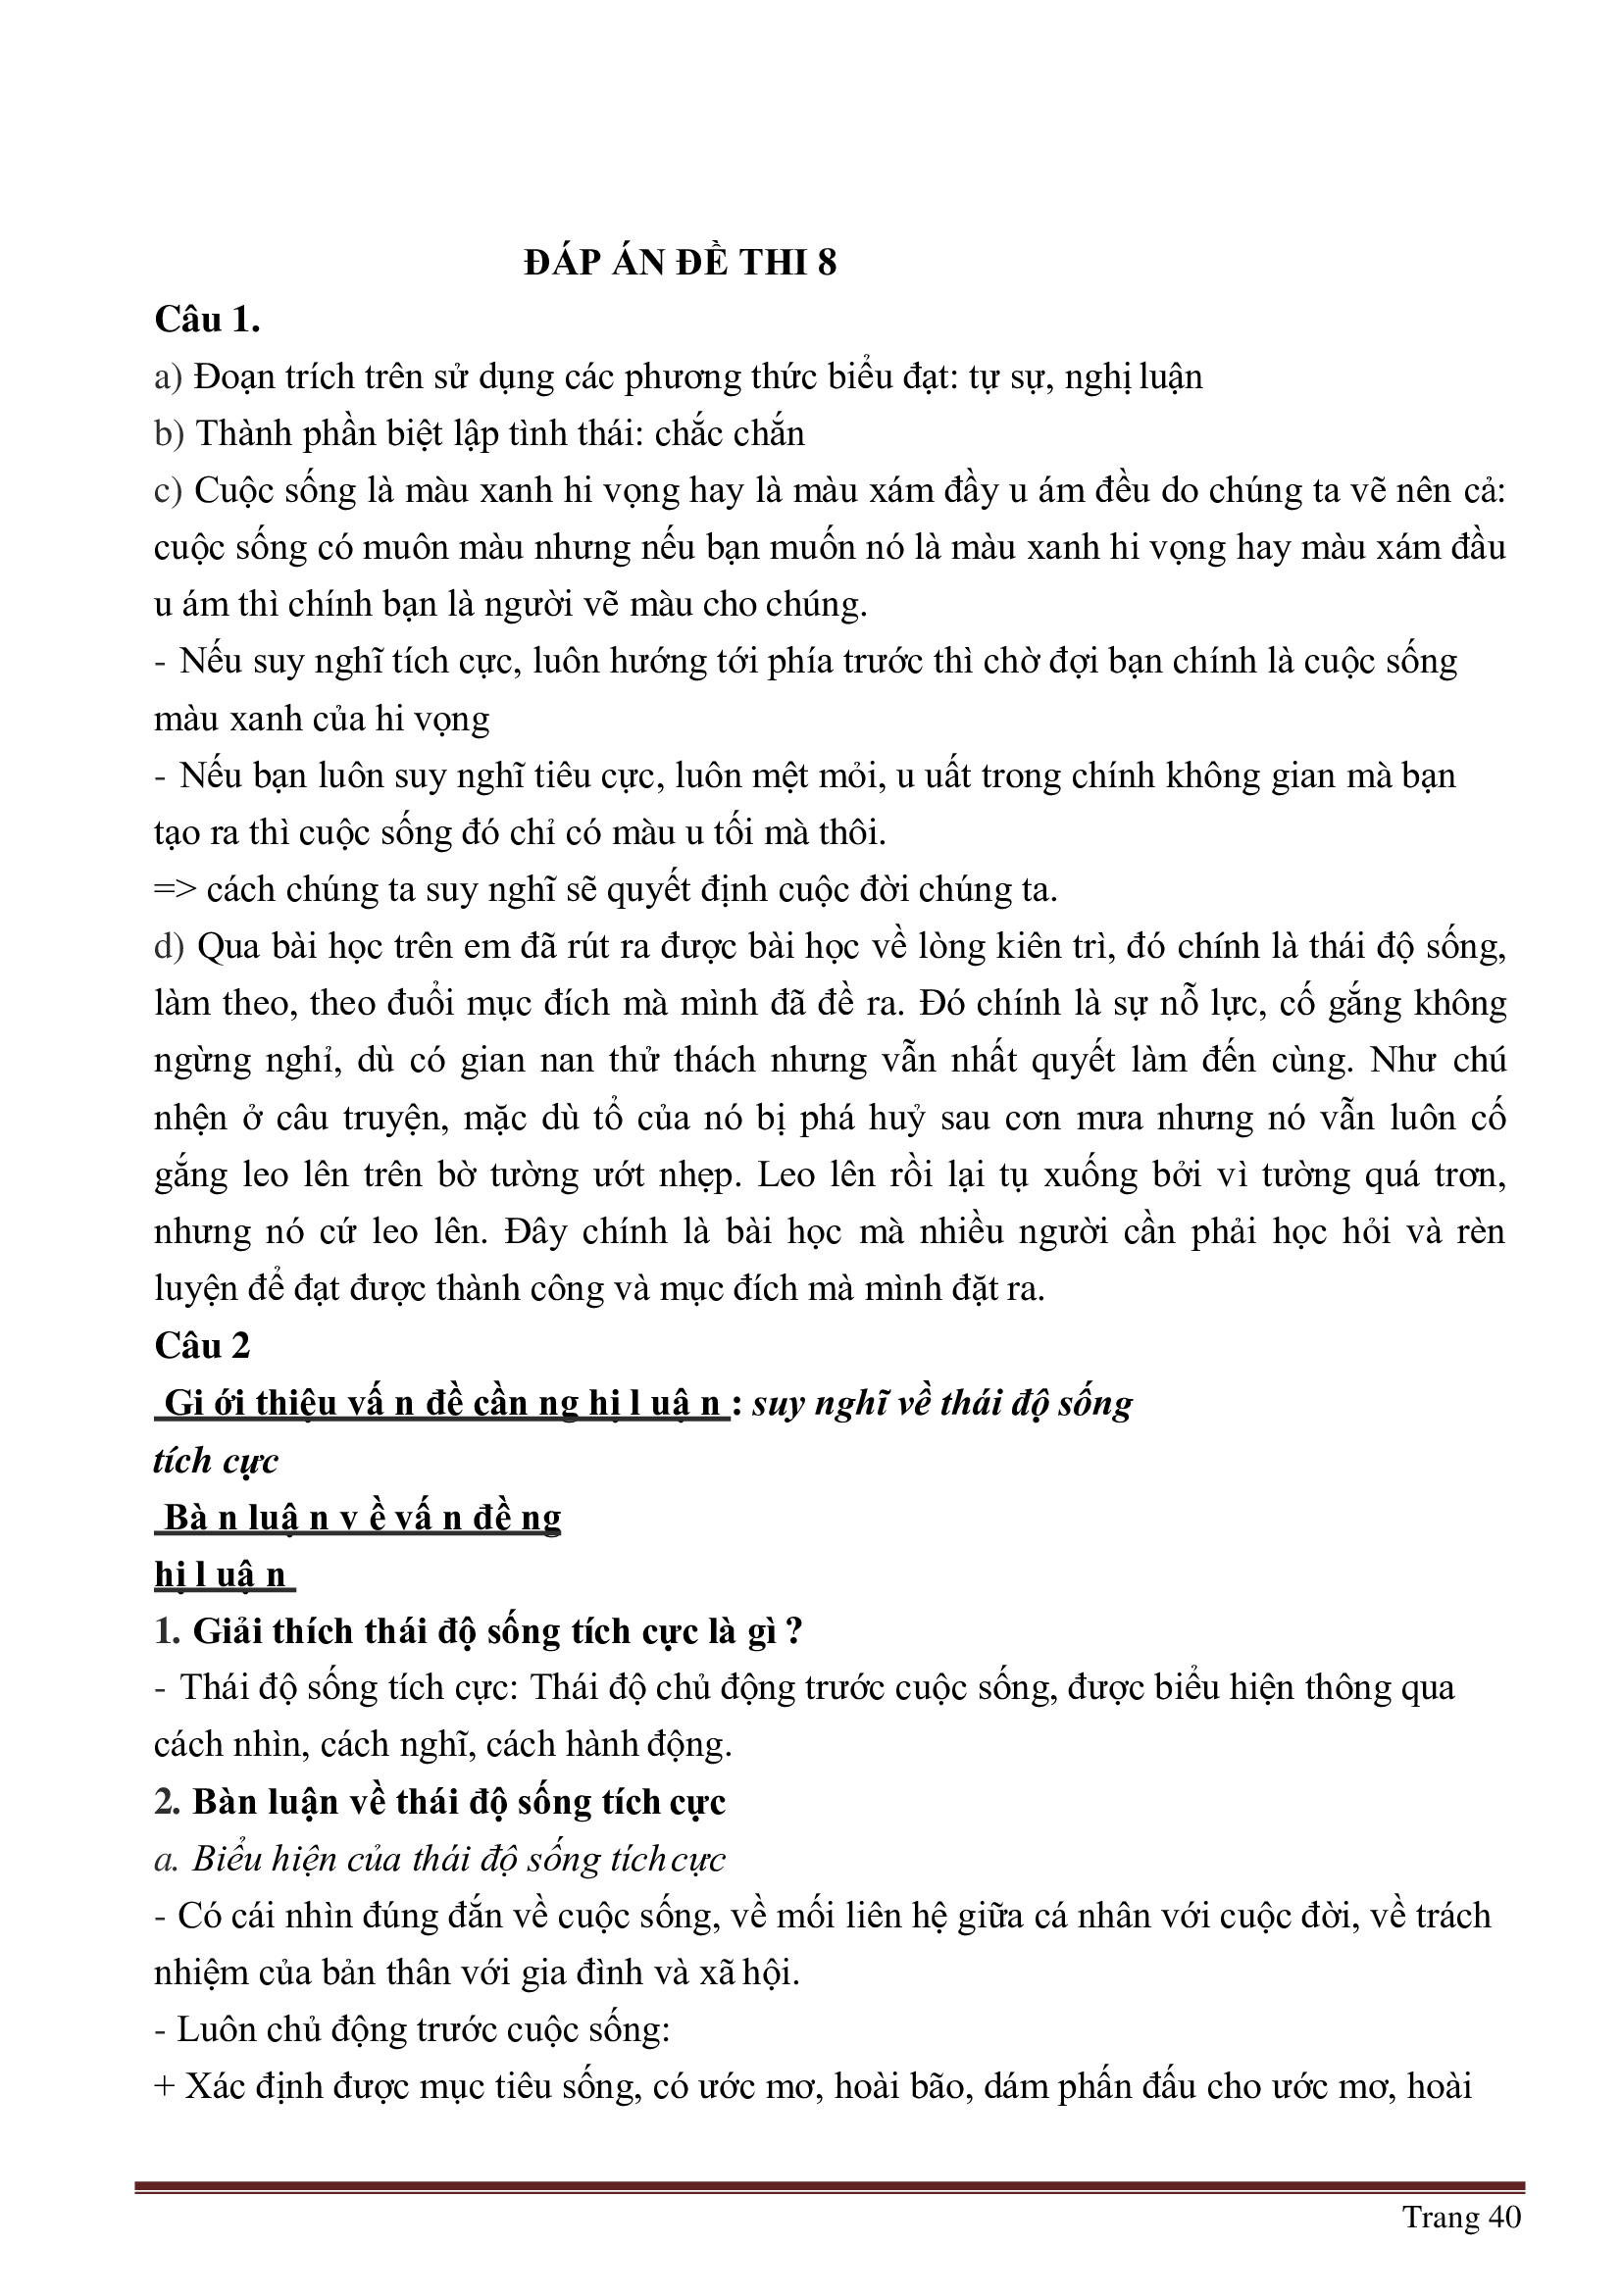 ĐÁP ÁN ĐỀ THI 8
Câu 1.
a) Đoạn trích trên sử dụng các phương thức biểu đạt: tự sự, nghị luận
b) Thành phần biệt lập tình thái: chắc chắn
c) Cuộc sống là màu xanh hi vọng hay là màu xám đầy u ám đều do chúng ta vẽ nên cả:
cuộc sống có muôn màu nhưng nếu bạn muốn nó là màu xanh hi vọng hay màu xám đầu
u ám thì chính bạn là người vẽ màu cho chúng.
- Nếu suy nghĩ tích cực, luôn hướng tới phía trước thì chờ đợi bạn chính là cuộc sống
màu xanh của hi vọng
- Nếu bạn luôn suy nghĩ tiêu cực, luôn mệt mỏi, u uất trong chính không gian mà bạn
tạo ra thì cuộc sống đó chỉ có màu u tối mà thôi.
=> cách chúng ta suy nghĩ sẽ quyết định cuộc đời chúng ta.
d) Qua bài học trên em đã rút ra được bài học về lòng kiên trì, đó chính là thái độ sống,
làm theo, theo đuổi mục đích mà mình đã đề ra. Đó chính là sự nỗ lực, cố gắng không
ngừng nghỉ, dù có gian nan thử thách nhưng vẫn nhất quyết làm đến cùng. Như chú
nhện ở câu truyện, mặc dù tổ của nó bị phá huỷ sau cơn mưa nhưng nó vẫn luôn cố
gắng leo lên trên bờ tường ướt nhẹp. Leo lên rồi lại tụ xuống bởi vì tường quá trơn,
nhưng nó cứ leo lên. Đây chính là bài học mà nhiều người cần phải học hỏi và rèn
luyện để đạt được thành công và mục đích mà mình đặt ra.
Câu 2
Gi ới thiệu vấ n đề cần ng hị l uậ n : suy nghĩ về thái độ sống
tích cực
Bà n luậ n v ề vấ n đề ng
hị l uậ n
1. Giải thích thái độ sống tích cực là gì ?
- Thái độ sống tích cực: Thái độ chủ động trước cuộc sống, được biểu hiện thông qua
cách nhìn, cách nghĩ, cách hành động.
2. Bàn luận về thái độ sống tích cực
a. Biểu hiện của thái độ sống tích cực
- Có cái nhìn đúng đắn về cuộc sống, về mối liên hệ giữa cá nhân với cuộc đời, về trách
nhiệm của bản thân với gia đình và xã hội.
- Luôn chủ động trước cuộc sống:
+ Xác định được mục tiêu sống, có ước mơ, hoài bão, dám phấn đấu cho ước mơ, hoài
Trang 40